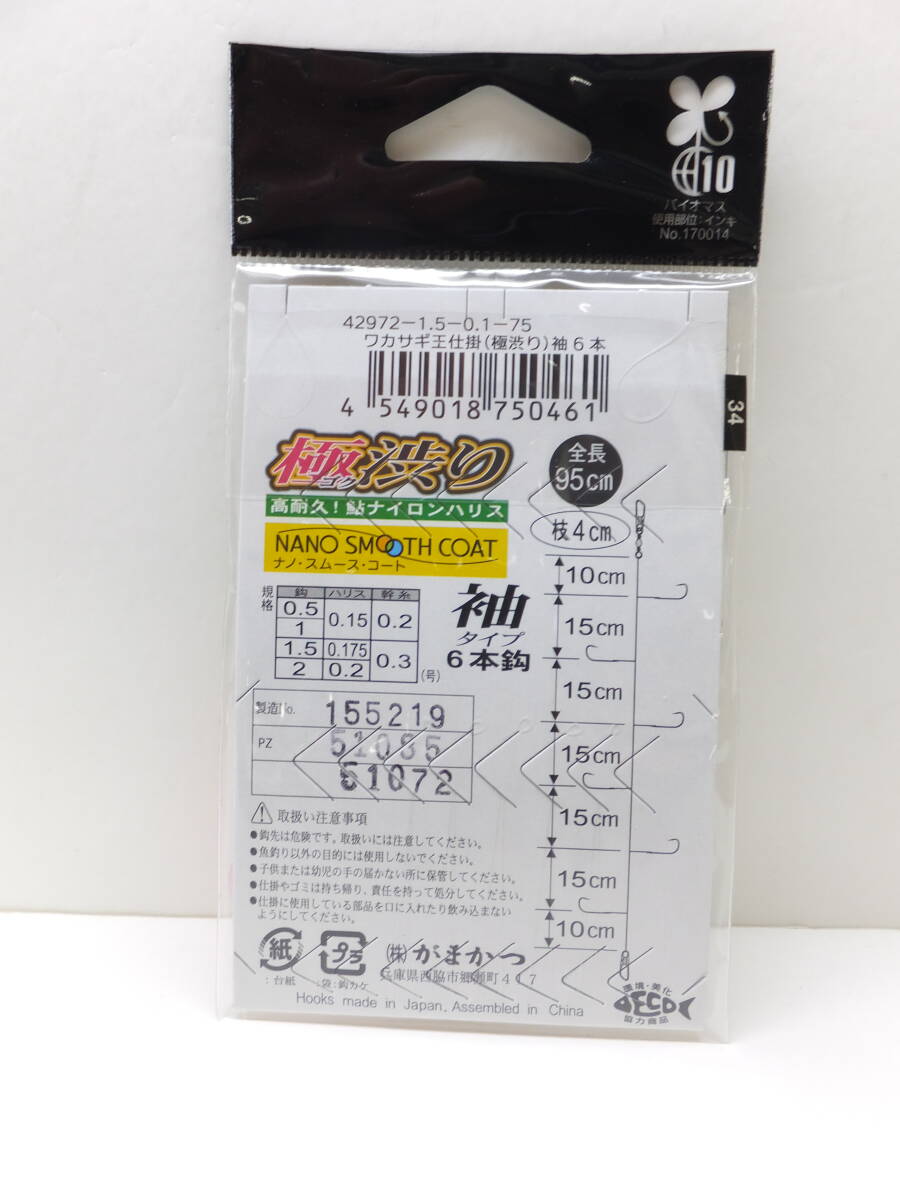 10
バイオマス
使用部位:インキ
No.170014
42972-1.5-0.1-75
ワカサギ王仕掛(極渋り)袖6本
4 549018 750461
34
極渋り
ゴク
高耐久!鮎ナイロンハリス
NANO SMOOTH COAT
ナノ・スムース・コート
全長
95cm
枝4cm
10cm
15cm
15cm
15cm
15cm
15cm
10cm
袖
タイプ
6本鈎
規格
鈎 ハリス 幹糸
0.5 0.15 0.2
1
1.5 0.175 0.3
2 0.2
(号)
製造No. 155219
PZ 51085
51072
取扱い注意事項
●鈎先は危険です。取扱いには注意してください。
●魚釣り以外の目的には使用しないでください。
●子供または幼児の手の届かない所に保管してください。
●仕掛やゴミは持ち帰り、責任を持って処分してください。
●仕掛に使用している部品を口に入れたり飲み込まない
ようにしてください。
紙
:台紙
プラ
:袋:鈎カケ
(株)がまかつ
兵庫県西脇市郷瀬町417
Hooks made in Japan, Assembled in China
環境・美化
ECO
協力商品